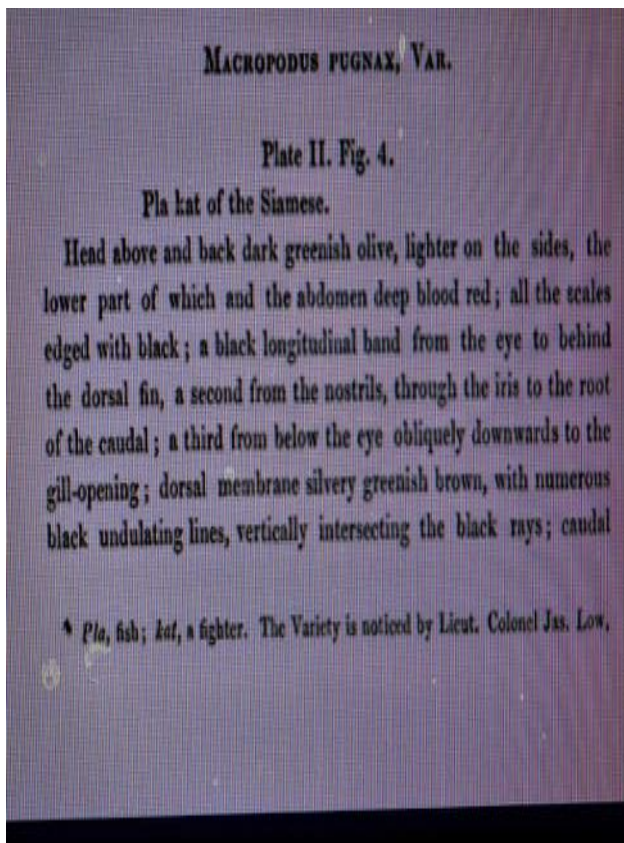 MACROPODUS PUGNAX, VAR.
Plate II. Fig. 4.
Pla kat of the Siamese.
Head above and back dark greenish olive, lighter on the sides, the
lower part of which and the abdomen deep blood red; all the scales
edged with black; a black longitudinal band from the eye to behind
the dorsal fin, a second from the nostrils, through the iris to the root
of the caudal; a third from below the eye obliquely downwards to the
gill-opening; dorsal membrane silvery greenish brown, with numerous
black undulating lines, vertically intersecting the black rays; caudal
* Pla, fish; kat, a fighter. The Variety is noticed by Lieut. Colonel Jas. Low,